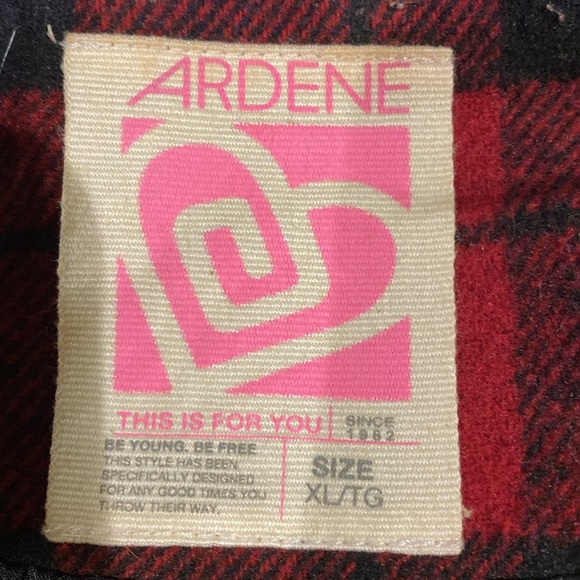 ARDENE
THIS IS FOR YOU
SINCE
1982
BE YOUNG. BE FREE
THIS STYLE HAS BEEN
SPECIFICALLY DESIGNED
FOR ANY GOOD TIMES YOU
THROW THEIR WAY.
SIZE
XL/TG